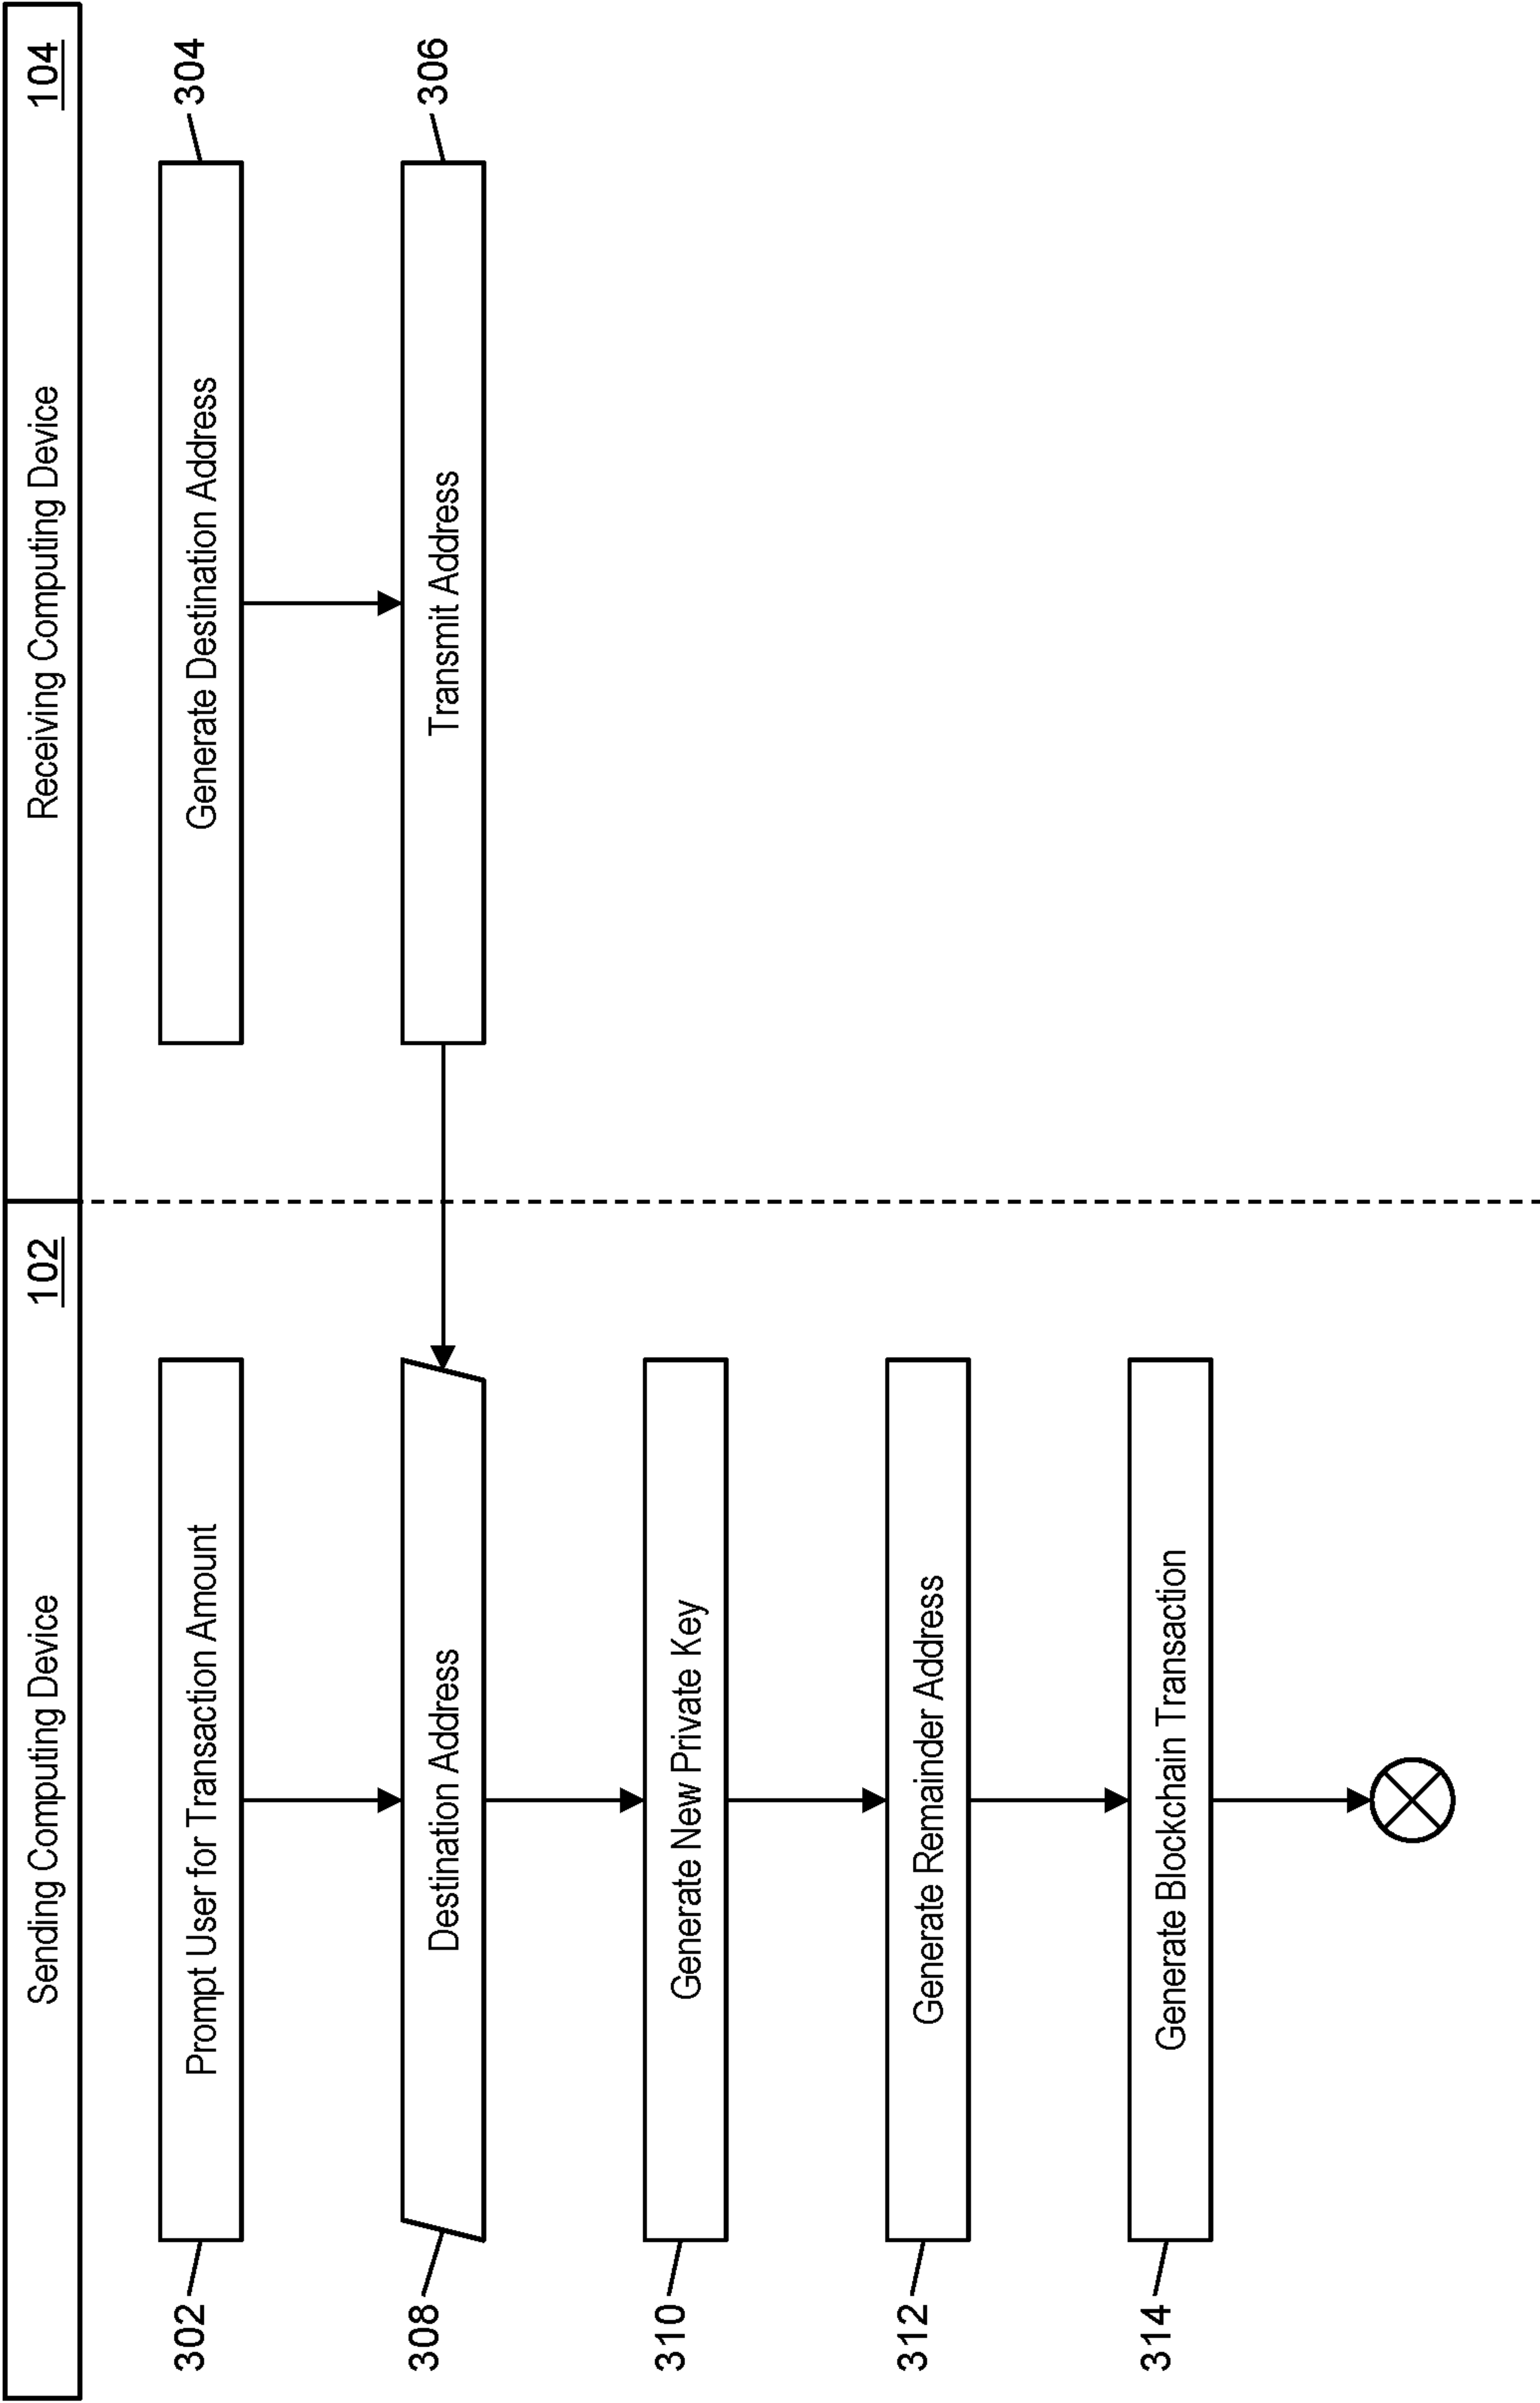 Sending Computing Device
102
Receiving Computing Device
104
302
Prompt User for Transaction Amount
Generate Destination Address
304
308
Destination Address
Transmit Address
306
310
Generate New Private Key
312
Generate Remainder Address
314
Generate Blockchain Transaction